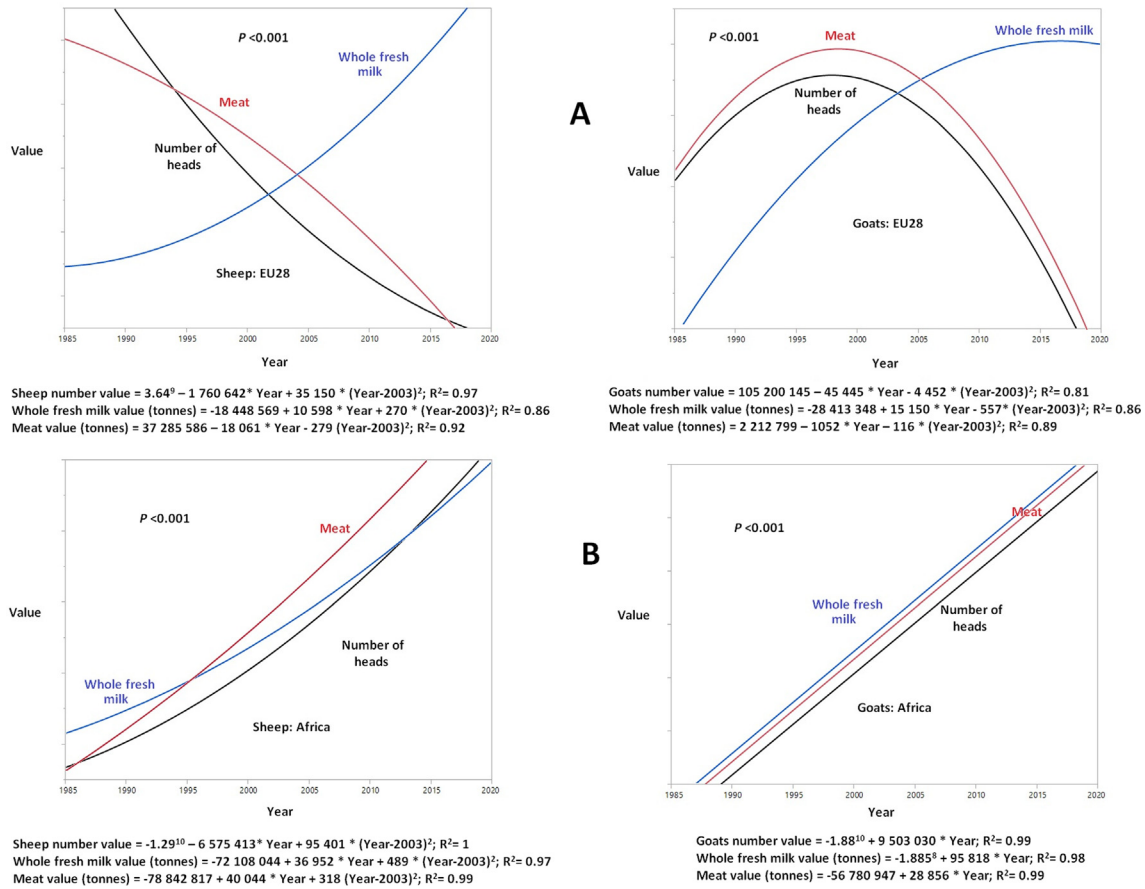 P <0.001
Whole fresh
milk
Meat
Number of
heads
Value
Sheep: EU28
1985 1990 1995 2000 2005 2010 2015 2020
Year
Sheep number value = 3.64⁹ – 1 760 642* Year + 35 150 * (Year-2003)²; R²= 0.97
Whole fresh milk value (tonnes) = -18 448 569 + 10 598 * Year + 270 * (Year-2003)²; R²= 0.86
Meat value (tonnes) = 37 285 586 – 18 061 * Year - 279 (Year-2003)²; R²= 0.92
A
P <0.001
Meat
Whole fresh milk
Number of
heads
Value
Goats: EU28
1985 1990 1995 2000 2005 2010 2015 2020
Year
Goats number value = 105 200 145 – 45 445 * Year - 4 452 * (Year-2003)²; R²= 0.81
Whole fresh milk value (tonnes) = -28 413 348 + 15 150 * Year - 557* (Year-2003)²; R²= 0.86
Meat value (tonnes) = 2 212 799 – 1052 * Year – 116 * (Year-2003)²; R²= 0.89
P <0.001
Meat
Value
Number of
heads
Whole fresh
milk
Sheep: Africa
1985 1990 1995 2000 2005 2010 2015 2020
Year
Sheep number value = -1.29¹⁰ – 6 575 413* Year + 95 401 * (Year-2003)²; R²= 1
Whole fresh milk value (tonnes) = -72 108 044 + 36 952 * Year + 489 * (Year-2003)²; R²= 0.97
Meat value (tonnes) = -78 842 817 + 40 044 * Year + 318 (Year-2003)²; R²= 0.99
B
P <0.001
Meat
Whole fresh
milk
Value
Number of
heads
Goats: Africa
1985 1990 1995 2000 2005 2010 2015 2020
Year
Goats number value = -1.88¹⁰ + 9 503 030 * Year; R²= 0.99
Whole fresh milk value (tonnes) = -1.885⁸ + 95 818 * Year; R²= 0.98
Meat value (tonnes) = -56 780 947 + 28 856 * Year; R²= 0.99